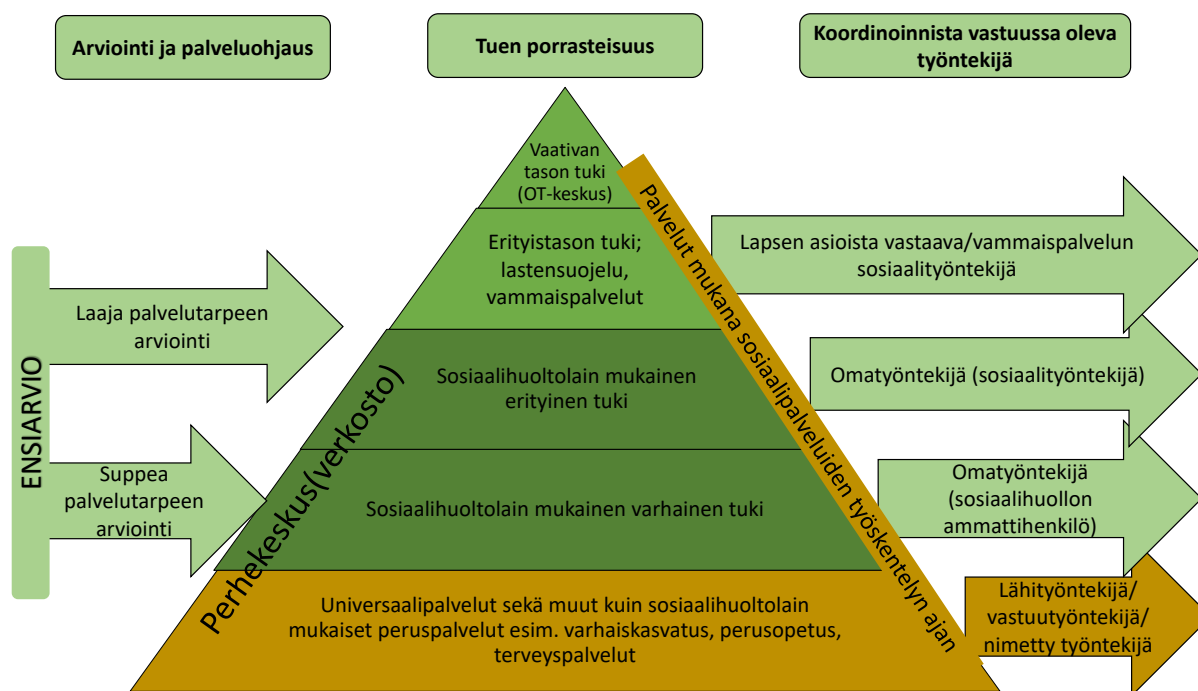 Arviointi ja palveluohjaus
Tuen porrasteisuus
Koordinoinnista vastuussa oleva
työntekijä
ENSIARVIO
Laaja palvelutarpeen
arviointi
Suppea
palvelutarpeen
arviointi
Perhekeskus(verkosto)
Vaativan
tason tuki
(OT-keskus)
Erityistason tuki;
lastensuojelu,
vammaispalvelut
Sosiaalihuoltolain mukainen
erityinen tuki
Sosiaalihuoltolain mukainen varhainen tuki
Universaalipalvelut sekä muut kuin sosiaalihuoltolain
mukaiset peruspalvelut esim. varhaiskasvatus, perusopetus,
terveyspalvelut
Palvelut mukana sosiaalipalveluiden työskentelyn ajan
Lapsen asioista vastaava/vammaispalvelun
sosiaalityöntekijä
Omatyöntekijä (sosiaalityöntekijä)
Omatyöntekijä
(sosiaalihuollon
ammattihenkilö)
Lähityöntekijä/
vastuutyöntekijä/
nimetty työntekijä